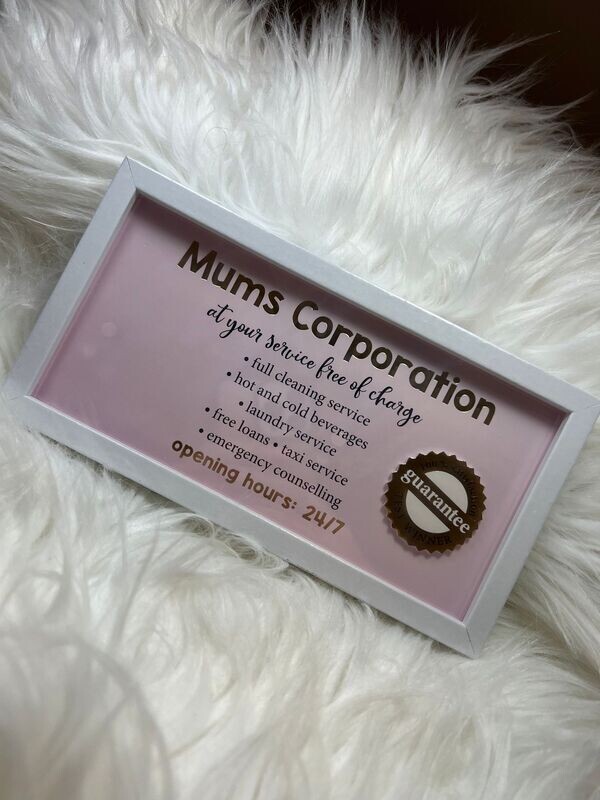 Mums Corporation
at your service free of charge
• full cleaning service
• hot and cold beverages
• laundry service
• free loans • taxi service
• emergency counselling
opening hours: 24/7
guarantee
WINNER